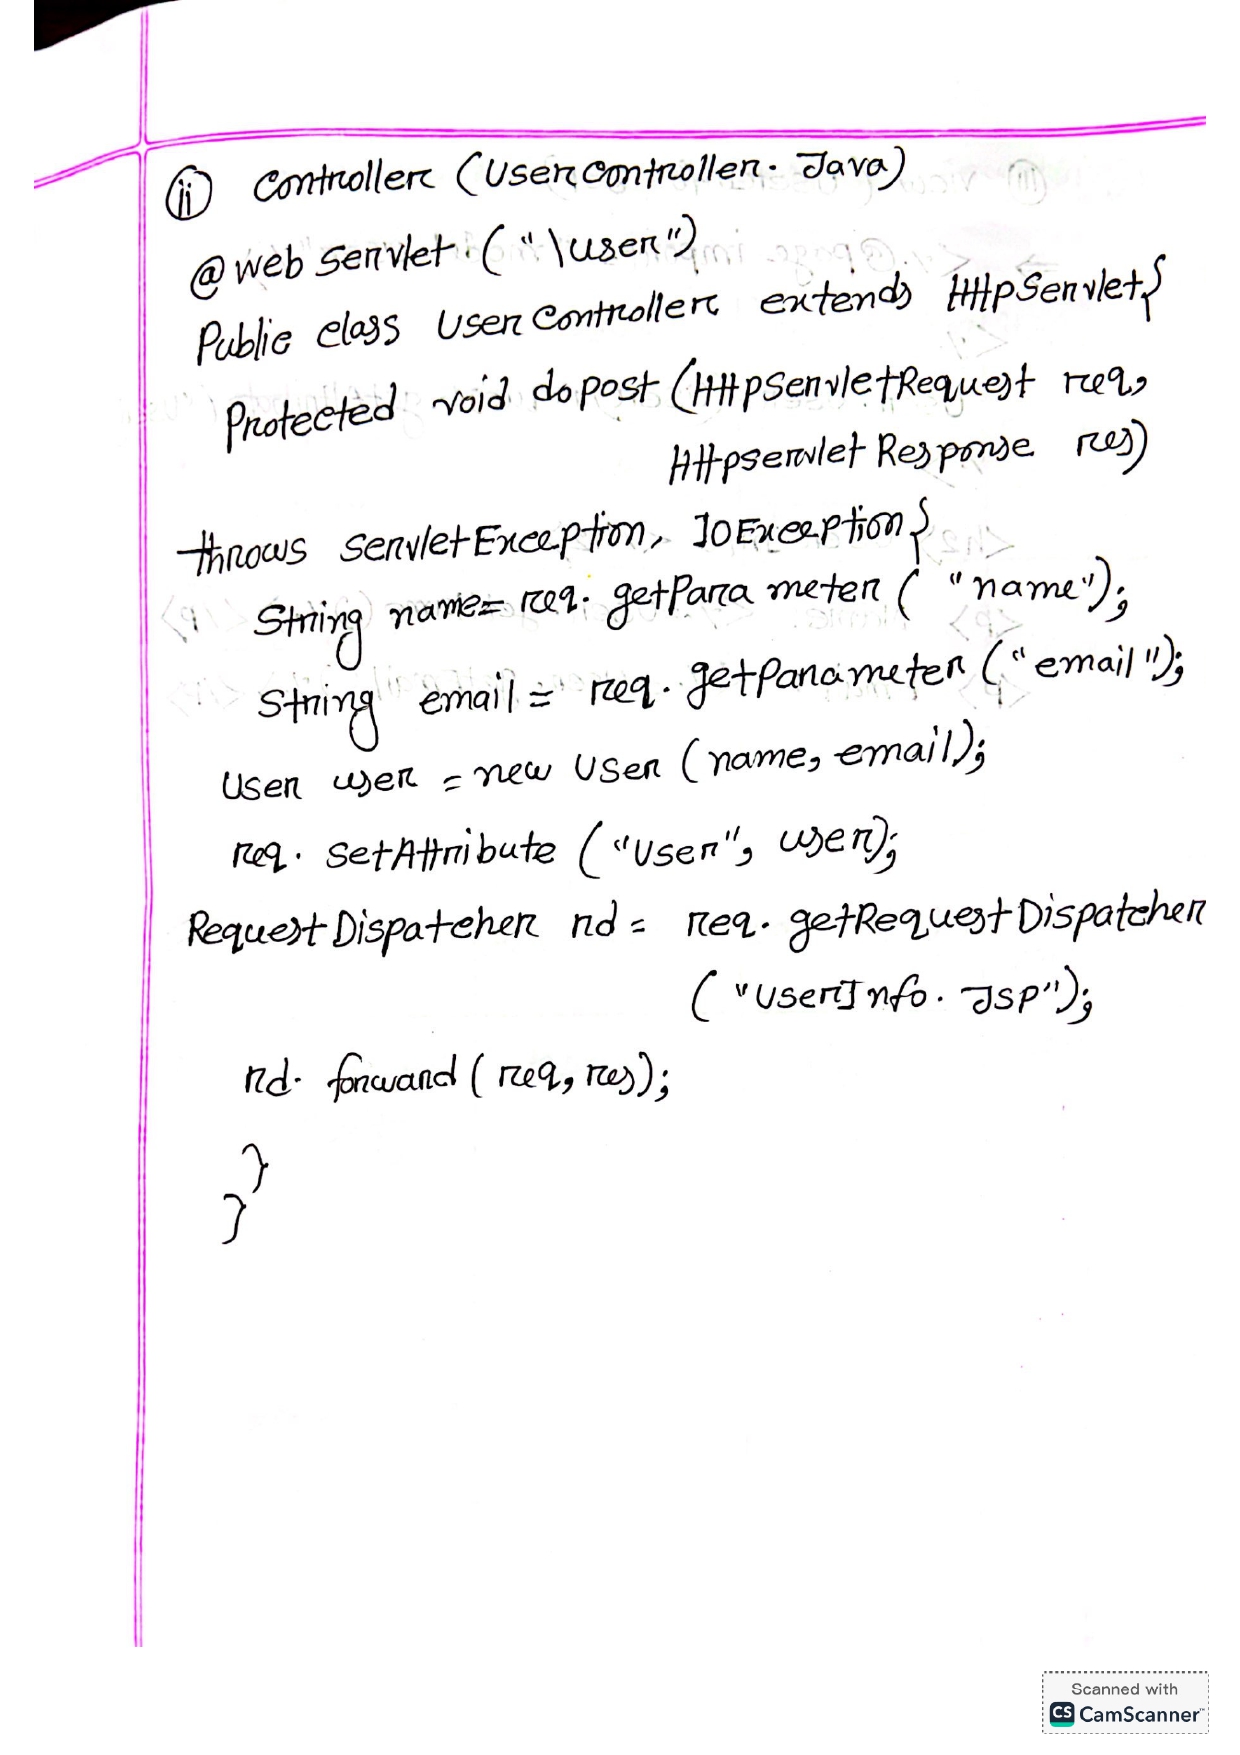 (ii) Controller (UserController. Java)
@ web Servlet. ("\user")
Public class UserController extends HttpServlet{
Protected void dopost (HttpServletRequest req,
HttpservletResponse res)
throws servletException, IOException{
String name= req. getParameter ( "name");
String email = req. getParameter ("email");
User user = new User (name, email);
req. setAttribute ("User", user);
RequestDispatcher rd = req. getRequestDispatcher
( "UserInfo. Jsp");
rd. forward ( req, res);
}
}
Scanned with
CS CamScanner